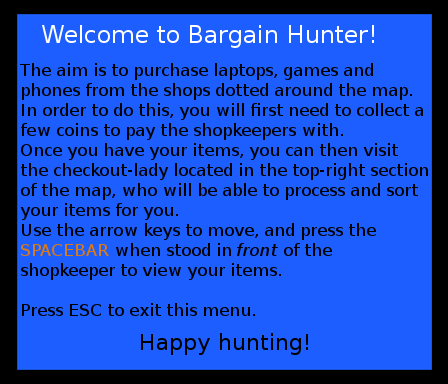 Welcome to Bargain Hunter!
The aim is to purchase laptops, games and
phones from the shops dotted around the map.
In order to do this, you will first need to collect a
few coins to pay the shopkeepers with.
Once you have your items, you can then visit
the checkout-lady located in the top-right section
of the map, who will be able to process and sort
your items for you.
Use the arrow keys to move, and press the
SPACEBAR when stood in front of the
shopkeeper to view your items.
Press ESC to exit this menu.
Happy hunting!